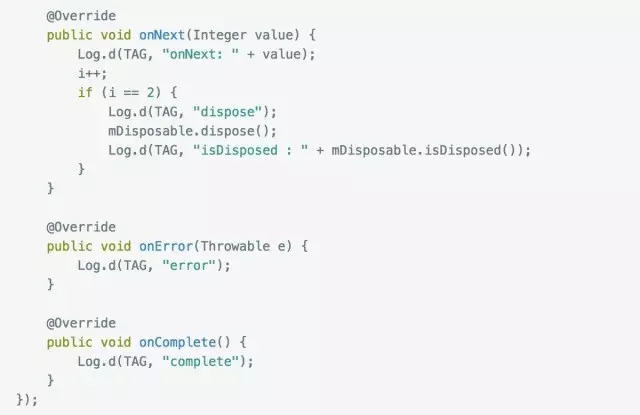 @Override
public void onNext(Integer value) {
Log.d(TAG, "onNext: " + value);
i++;
if (i == 2) {
Log.d(TAG, "dispose");
mDisposable.dispose();
Log.d(TAG, "isDisposed : " + mDisposable.isDisposed());
}
}
@Override
public void onError(Throwable e) {
Log.d(TAG, "error");
}
@Override
public void onComplete() {
Log.d(TAG, "complete");
}
});